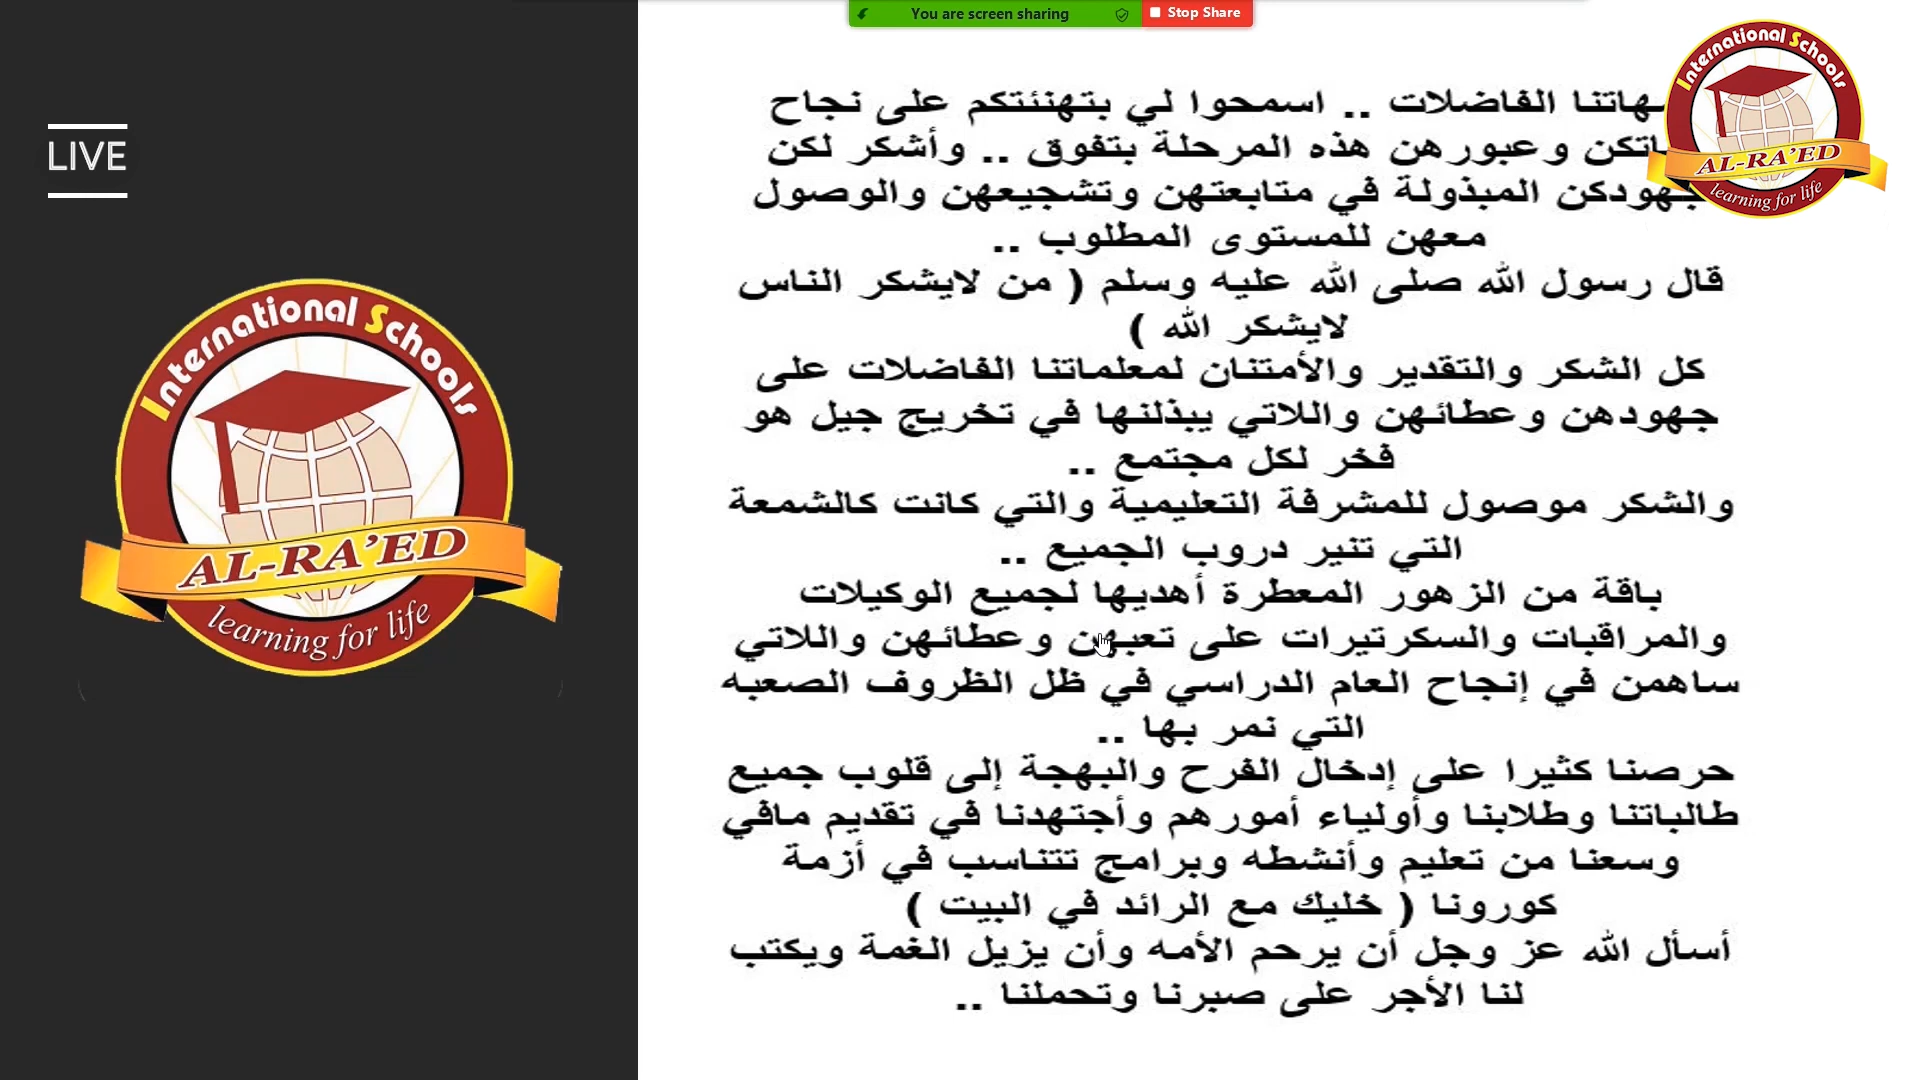 You are screen sharing
Stop Share
LIVE
International Schools
AL-RA'ED
learning for life
International Schools
AL-RA'ED
learning for life
الفاضلات .. اسمحوا لي بتهنئتكم على نجاح
وعبورهن هذه المرحلة بتفوق .. وأشكر لكن
المبذولة في متابعتهن وتشجيعهن والوصول
معهن للمستوى المطلوب ..
قال رسول الله صلى الله عليه وسلم ( من لايشكر الناس
لايشكر الله )
كل الشكر والتقدير والأمتنان لمعلماتنا الفاضلات على
جهودهن وعطائهن واللاتي يبذلنها في تخريج جيل هو
فخر لكل مجتمع ..
والشكر موصول للمشرفة التعليمية والتي كانت كالشمعة
التي تنير دروب الجميع ..
باقة من الزهور المعطرة أهديها لجميع الوكيلات
والمراقبات والسكرتيرات على تعبهن وعطائهن واللاتي
ساهمن في إنجاح العام الدراسي في ظل الظروف الصعبه
التي نمر بها ..
حرصنا كثيرا على إدخال الفرح والبهجة إلى قلوب جميع
طالباتنا وطلابنا وأولياء أمورهم وأجتهدنا في تقديم مافي
وسعنا من تعليم وأنشطه وبرامج تتناسب في أزمة
كورونا ( خليك مع الرائد في البيت )
أسأل الله عز وجل أن يرحم الأمه وأن يزيل الغمة ويكتب
لنا الأجر على صبرنا وتحملنا ..